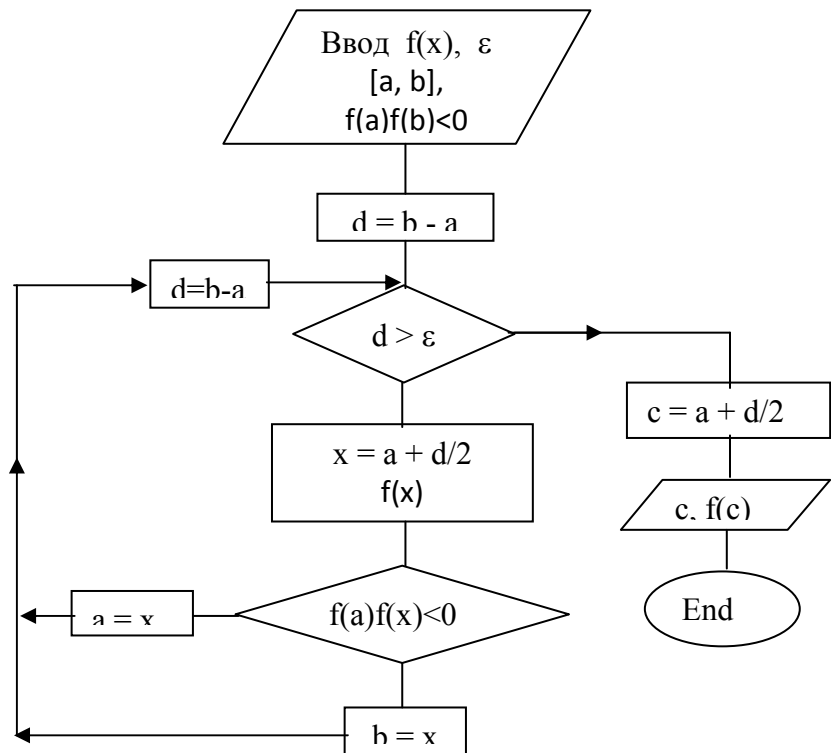 Ввод f(x), ε
[a, b],
f(a)f(b)<0
d = b - a
d=b-a
d > ε
c = a + d/2
x = a + d/2
f(x)
c, f(c)
a = x
f(a)f(x)<0
End
b = x